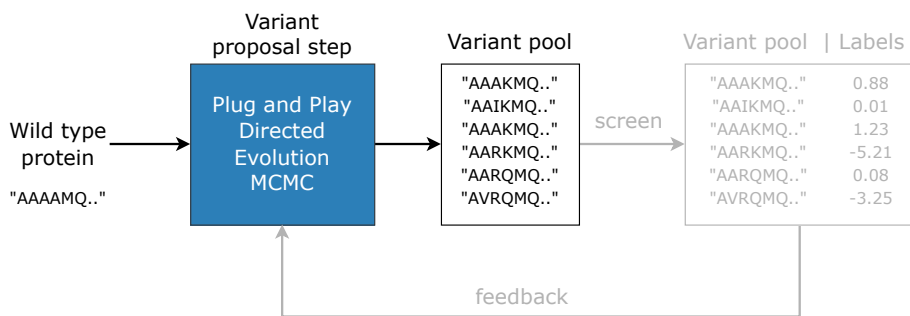 Variant
proposal step
Variant pool
Variant pool | Labels
Wild type
protein
"AAAAMQ.."
Plug and Play
Directed
Evolution
MCMC
"AAAKMQ.."
"AAIKMQ.."
"AAAKMQ.."
"AARKMQ.."
"AARQMQ.."
"AVRQMQ.."
screen
"AAAKMQ.." 0.88
"AAIKMQ.." 0.01
"AAAKMQ.." 1.23
"AARKMQ.." -5.21
"AARQMQ.." 0.08
"AVRQMQ.." -3.25
feedback